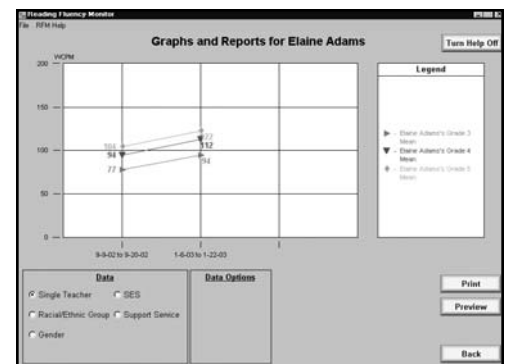 Reading Fluency Monitor
File RFM Help
Graphs and Reports for Elaine Adams
Turn Help Off
WCPM
200
150
100
50
0
104
94
77
122
112
94
9-9-02 to 9-20-02
1-6-03 to 1-22-03
Legend
- Elaine Adams's Grade 3
Mean
- Elaine Adams's Grade 4
Mean
- Elaine Adams's Grade 5
Mean
Data
Single Teacher
SES
Racial/Ethnic Group
Support Service
Gender
Data Options
Print
Preview
Back